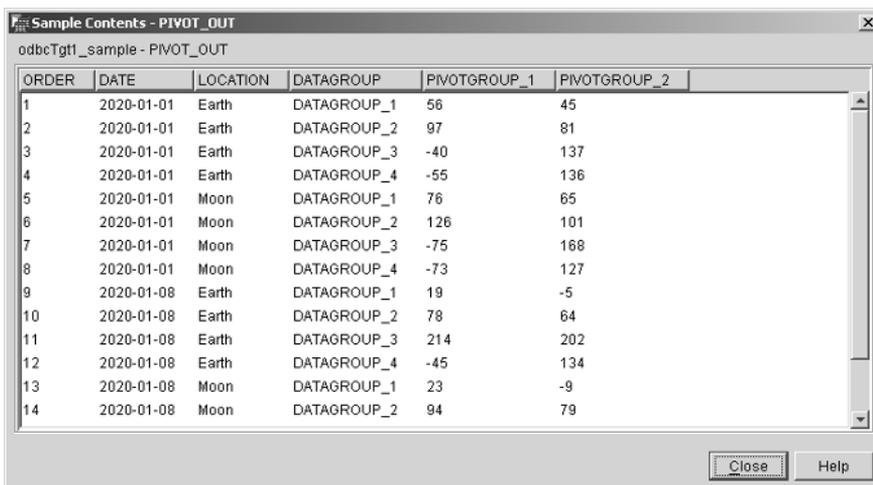 Sample Contents - PIVOT_OUT
odbcTgt1_sample - PIVOT_OUT
ORDER DATE LOCATION DATAGROUP PIVOTGROUP_1 PIVOTGROUP_2
1 2020-01-01 Earth DATAGROUP_1 56 45
2 2020-01-01 Earth DATAGROUP_2 97 81
3 2020-01-01 Earth DATAGROUP_3 -40 137
4 2020-01-01 Earth DATAGROUP_4 -55 136
5 2020-01-01 Moon DATAGROUP_1 76 65
6 2020-01-01 Moon DATAGROUP_2 126 101
7 2020-01-01 Moon DATAGROUP_3 -75 168
8 2020-01-01 Moon DATAGROUP_4 -73 127
9 2020-01-08 Earth DATAGROUP_1 19 -5
10 2020-01-08 Earth DATAGROUP_2 78 64
11 2020-01-08 Earth DATAGROUP_3 214 202
12 2020-01-08 Earth DATAGROUP_4 -45 134
13 2020-01-08 Moon DATAGROUP_1 23 -9
14 2020-01-08 Moon DATAGROUP_2 94 79
Close Help